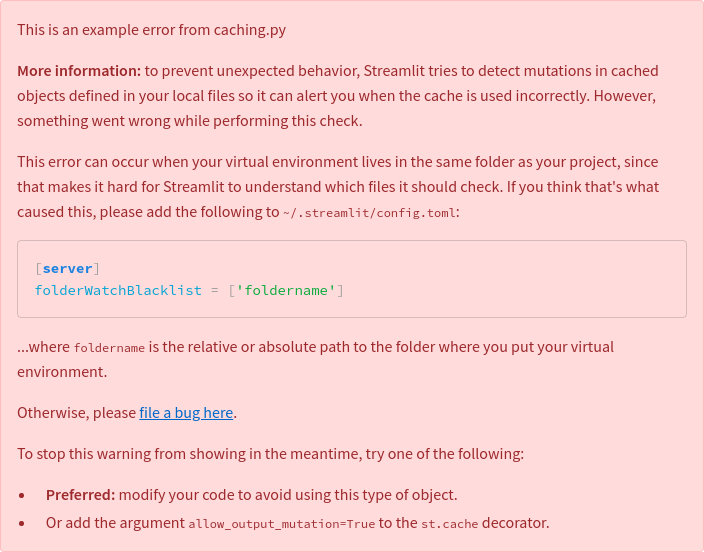 This is an example error from caching.py
More information: to prevent unexpected behavior, Streamlit tries to detect mutations in cached
objects defined in your local files so it can alert you when the cache is used incorrectly. However,
something went wrong while performing this check.
This error can occur when your virtual environment lives in the same folder as your project, since
that makes it hard for Streamlit to understand which files it should check. If you think that's what
caused this, please add the following to ~/.streamlit/config.toml:
[server]
folderWatchBlacklist = ['foldername']
...where foldername is the relative or absolute path to the folder where you put your virtual
environment.
Otherwise, please file a bug here.
To stop this warning from showing in the meantime, try one of the following:
• Preferred: modify your code to avoid using this type of object.
• Or add the argument allow_output_mutation=True to the st.cache decorator.